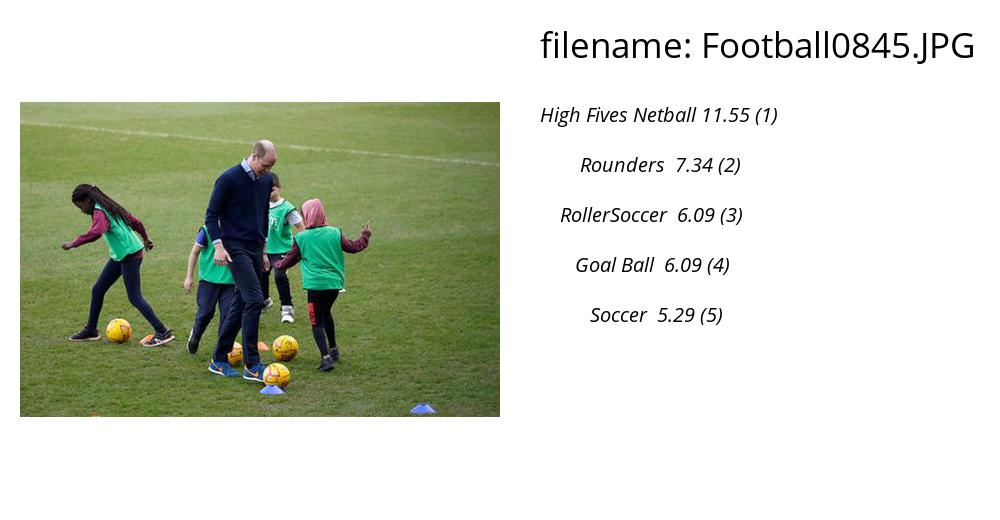 filename: Football0845.JPG
High Fives Netball 11.55 (1)
Rounders 7.34 (2)
RollerSoccer 6.09 (3)
Goal Ball 6.09 (4)
Soccer 5.29 (5)